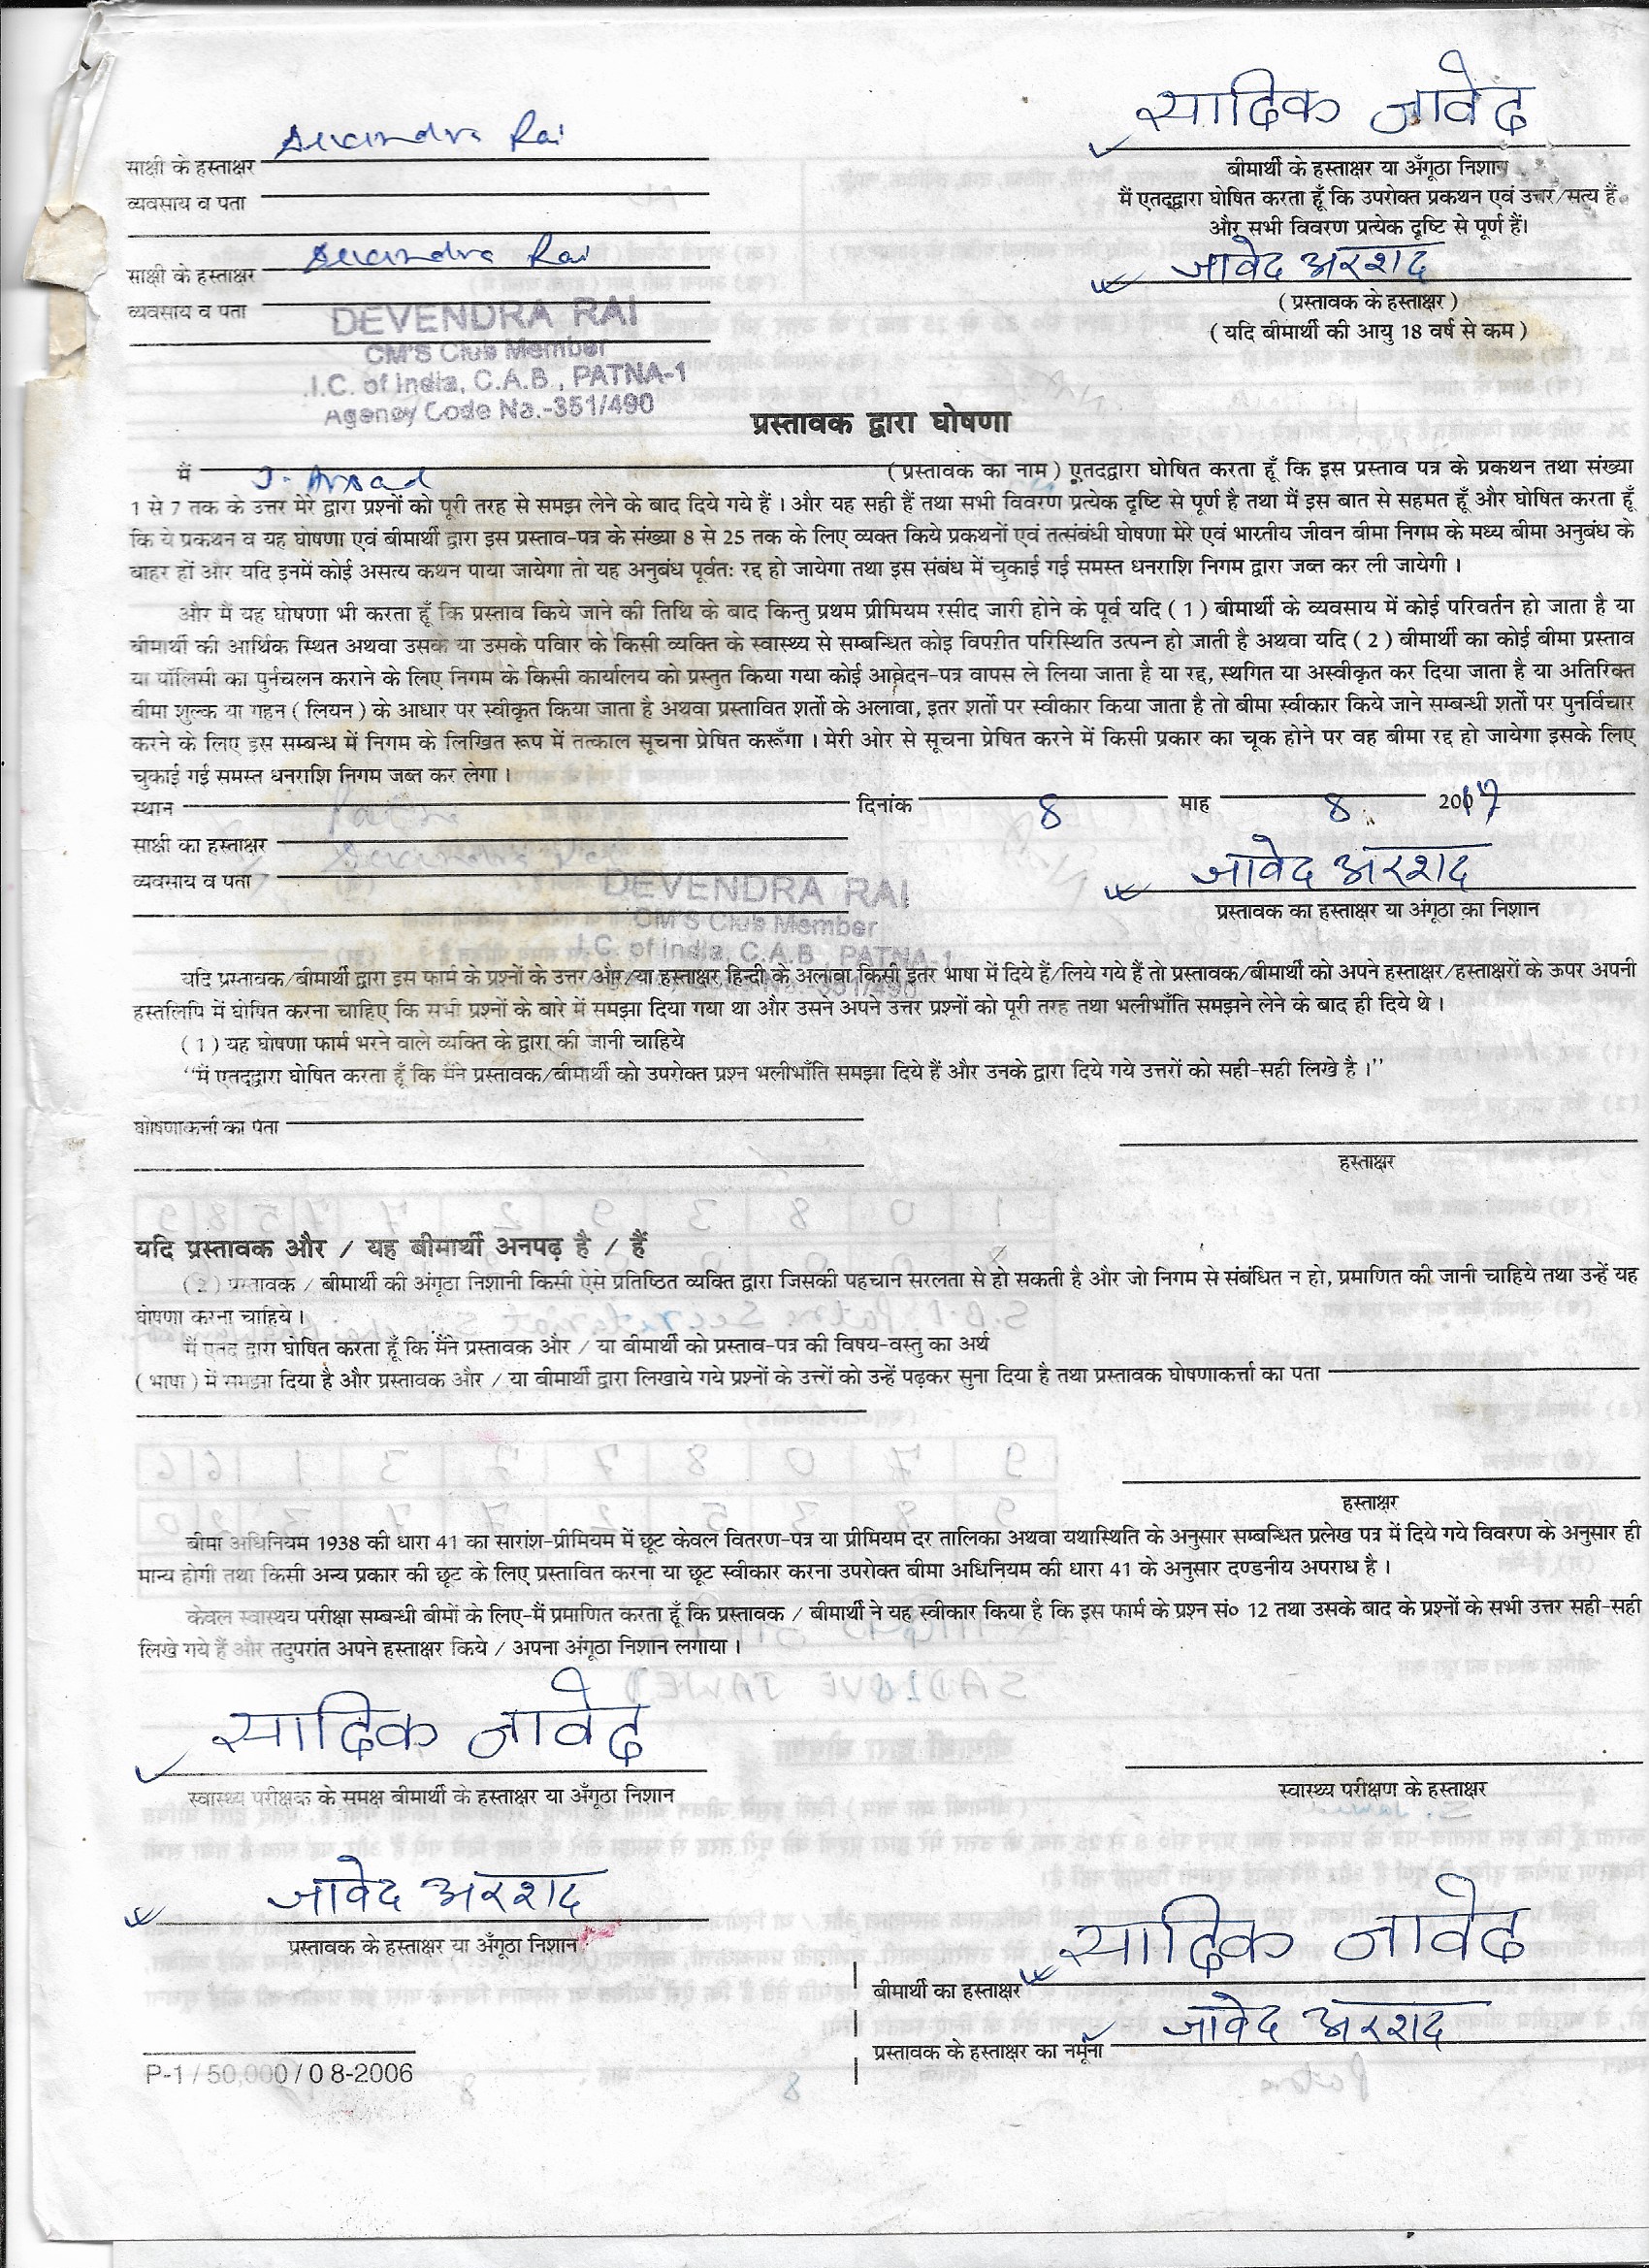 सादिक जावेद
Devendra Rai
साक्षी के हस्ताक्षर
बीमार्थी के हस्ताक्षर या अँगूठा निशान
व्यवसाय व पता
मैं एतद्द्वारा घोषित करता हूँ कि उपरोक्त प्रकथन एवं उत्तर/सत्य हैं
और सभी विवरण प्रत्येक दृष्टि से पूर्ण हैं।
Devendra Rai
जावेद अरशद
साक्षी के हस्ताक्षर
( प्रस्तावक के हस्ताक्षर )
व्यवसाय व पता
( यदि बीमार्थी की आयु 18 वर्ष से कम )
DEVENDRA RAI
CM'S Club Member
.I.C. of India, C.A.B., PATNA-1
Agency Code No.-351/490
प्रस्तावक द्वारा घोषणा
मैं J. Arsad ( प्रस्तावक का नाम ) एतदद्वारा घोषित करता हूँ कि इस प्रस्ताव पत्र के प्रकथन तथा संख्या
1 से 7 तक के उत्तर मेरे द्वारा प्रश्नों को पूरी तरह से समझ लेने के बाद दिये गये हैं । और यह सही हैं तथा सभी विवरण प्रत्येक दृष्टि से पूर्ण है तथा मैं इस बात से सहमत हूँ और घोषित करता हूँ
कि ये प्रकथन व यह घोषणा एवं बीमार्थी द्वारा इस प्रस्ताव-पत्र के संख्या 8 से 25 तक के लिए व्यक्त किये प्रकथनों एवं तत्संबंधी घोषणा मेरे एवं भारतीय जीवन बीमा निगम के मध्य बीमा अनुबंध के
बाहर हों और यदि इनमें कोई असत्य कथन पाया जायेगा तो यह अनुबंध पूर्वतः रद्द हो जायेगा तथा इस संबंध में चुकाई गई समस्त धनराशि निगम द्वारा जब्त कर ली जायेगी ।
और मैं यह घोषणा भी करता हूँ कि प्रस्ताव किये जाने की तिथि के बाद किन्तु प्रथम प्रीमियम रसीद जारी होने के पूर्व यदि ( 1 ) बीमार्थी के व्यवसाय में कोई परिवर्तन हो जाता है या
बीमार्थी की आर्थिक स्थित अथवा उसके या उसके पविार के किसी व्यक्ति के स्वास्थ्य से सम्बन्धित कोइ विपरीत परिस्थिति उत्पन्न हो जाती है अथवा यदि ( 2 ) बीमार्थी का कोई बीमा प्रस्ताव
या पॉलिसी का पुर्नचलन कराने के लिए निगम के किसी कार्यालय को प्रस्तुत किया गया कोई आवेदन-पत्र वापस ले लिया जाता है या रद्द, स्थगित या अस्वीकृत कर दिया जाता है या अतिरिक्त
बीमा शुल्क या गहन ( लियन ) के आधार पर स्वीकृत किया जाता है अथवा प्रस्तावित शर्तो के अलावा, इतर शर्तो पर स्वीकार किया जाता है तो बीमा स्वीकार किये जाने सम्बन्धी शर्तो पर पुनर्विचार
करने के लिए इस सम्बन्ध में निगम के लिखित रूप में तत्काल सूचना प्रेषित करूँगा । मेरी ओर से सूचना प्रेषित करने में किसी प्रकार का चूक होने पर वह बीमा रद्द हो जायेगा इसके लिए
चुकाई गई समस्त धनराशि निगम जब्त कर लेगा ।
स्थान Patna दिनांक 8 माह 8 2017
साक्षी का हस्ताक्षर Devendra Rai
जावेद अरशद
व्यवसाय व पता
प्रस्तावक का हस्ताक्षर या अंगूठा का निशान
DEVENDRA RAI
CM'S Club Member
I.C. of India, C.A.B., PATNA-1
यदि प्रस्तावक/बीमार्थी द्वारा इस फार्म के प्रश्नों के उत्तर और/या हस्ताक्षर हिन्दी के अलावा किसी इतर भाषा में दिये हैं/लिये गये हैं तो प्रस्तावक/बीमार्थी को अपने हस्ताक्षर/हस्ताक्षरों के ऊपर अपनी
हस्तलिपि में घोषित करना चाहिए कि सभी प्रश्नों के बारे में समझा दिया गया था और उसने अपने उत्तर प्रश्नों को पूरी तरह तथा भलीभाँति समझने लेने के बाद ही दिये थे ।
( 1 ) यह घोषणा फार्म भरने वाले व्यक्ति के द्वारा की जानी चाहिये
"मैं एतद्द्वारा घोषित करता हूँ कि मैंने प्रस्तावक/बीमार्थी को उपरोक्त प्रश्न भलीभाँति समझा दिये हैं और उनके द्वारा दिये गये उत्तरों को सही-सही लिखे है ।"
घोषणाकर्त्ता का पता
हस्ताक्षर
यदि प्रस्तावक और / यह बीमार्थी अनपढ़ है / हैं
( 2 ) प्रस्तावक / बीमार्थी की अंगूठा निशानी किसी ऐसे प्रतिष्ठित व्यक्ति द्वारा जिसकी पहचान सरलता से हो सकती है और जो निगम से संबंधित न हो, प्रमाणित की जानी चाहिये तथा उन्हें यह
घोषणा करना चाहिये ।
मैं एतद द्वारा घोषित करता हूँ कि मैंने प्रस्तावक और / या बीमार्थी को प्रस्ताव-पत्र की विषय-वस्तु का अर्थ
( भाषा ) में समझा दिया है और प्रस्तावक और / या बीमार्थी द्वारा लिखाये गये प्रश्नों के उत्त्रों को उन्हें पढ़कर सुना दिया है तथा प्रस्तावक घोषणाकर्त्ता का पता
हस्ताक्षर
बीमा अधिनियम 1938 की धारा 41 का सारांश-प्रीमियम में छूट केवल वितरण-पत्र या प्रीमियम दर तालिका अथवा यथास्थिति के अनुसार सम्बन्धित प्रलेख पत्र में दिये गये विवरण के अनुसार ही
मान्य होगी तथा किसी अन्य प्रकार की छूट के लिए प्रस्तावित करना या छूट स्वीकार करना उपरोक्त बीमा अधिनियम की धारा 41 के अनुसार दण्डनीय अपराध है ।
केवल स्वास्थय परीक्षा सम्बन्धी बीमों के लिए-मैं प्रमाणित करता हूँ कि प्रस्तावक / बीमार्थी ने यह स्वीकार किया है कि इस फार्म के प्रश्न सं० 12 तथा उसके बाद के प्रश्नों के सभी उत्तर सही-सही
लिखे गये हैं और तदुपरांत अपने हस्ताक्षर किये / अपना अंगूठा निशान लगाया ।
सादिक जावेद
स्वास्थ्य परीक्षक के समक्ष बीमार्थी के हस्ताक्षर या अँगूठा निशान
स्वास्थ्य परीक्षण के हस्ताक्षर
जावेद अरशद
प्रस्तावक के हस्ताक्षर या अँगूठा निशान
सादिक जावेद
बीमार्थी का हस्ताक्षर
जावेद अरशद
प्रस्तावक के हस्ताक्षर का नमूना
P-1 / 50,000 / 0 8-2006